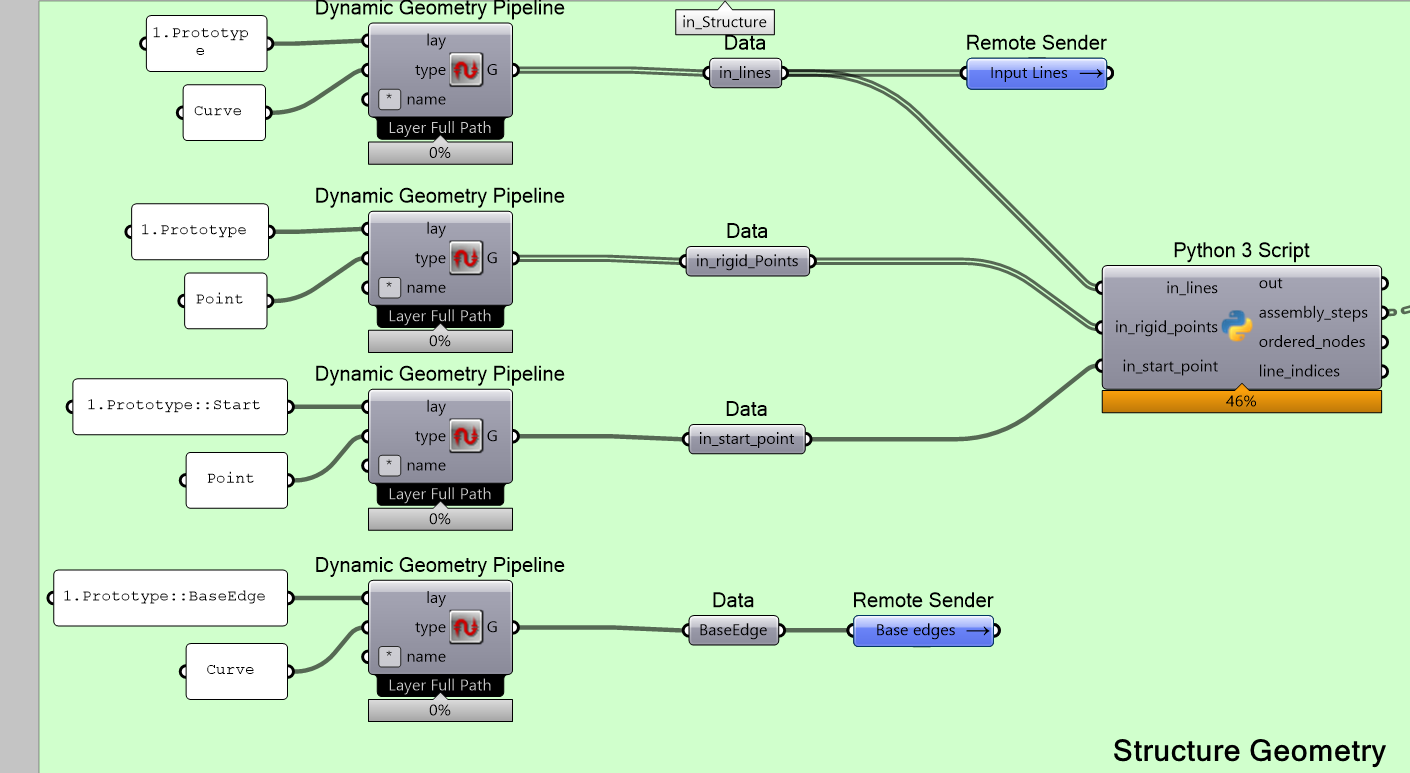 Dynamic Geometry Pipeline
in_Structure
1.Prototyp
e
lay
type
G
* name
Curve
Layer Full Path
0%
Data
in_lines
Remote Sender
Input Lines →
Dynamic Geometry Pipeline
1.Prototype
lay
type
G
* name
Point
Layer Full Path
0%
Data
in_rigid_Points
Python 3 Script
in_lines
in_rigid_points
in_start_point
out
assembly_steps
ordered_nodes
line_indices
46%
Dynamic Geometry Pipeline
1.Prototype::Start
lay
type
G
* name
Point
Layer Full Path
0%
Data
in_start_point
Dynamic Geometry Pipeline
1.Prototype::BaseEdge
lay
type
G
* name
Curve
Layer Full Path
0%
Data
BaseEdge
Remote Sender
Base edges →
Structure Geometry